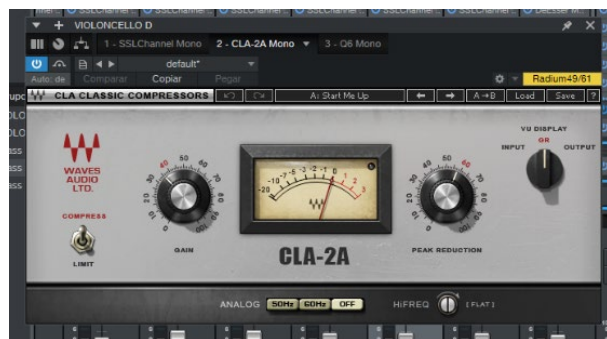 VIOLONCELLO D
1 - SSLChannel Mono 2 - CLA-2A Mono 3 - Q6 Mono
default*
Auto: de Comparar Copiar Pegar Radium49/61
CLA CLASSIC COMPRESSORS A: Start Me Up A→B Load Save ?
VU DISPLAY
GR
INPUT OUTPUT
WAVES
AUDIO
LTD.
COMPRESS
LIMIT
GAIN
CLA-2A
PEAK REDUCTION
ANALOG 50Hz 60Hz OFF HiFREQ [FLAT]